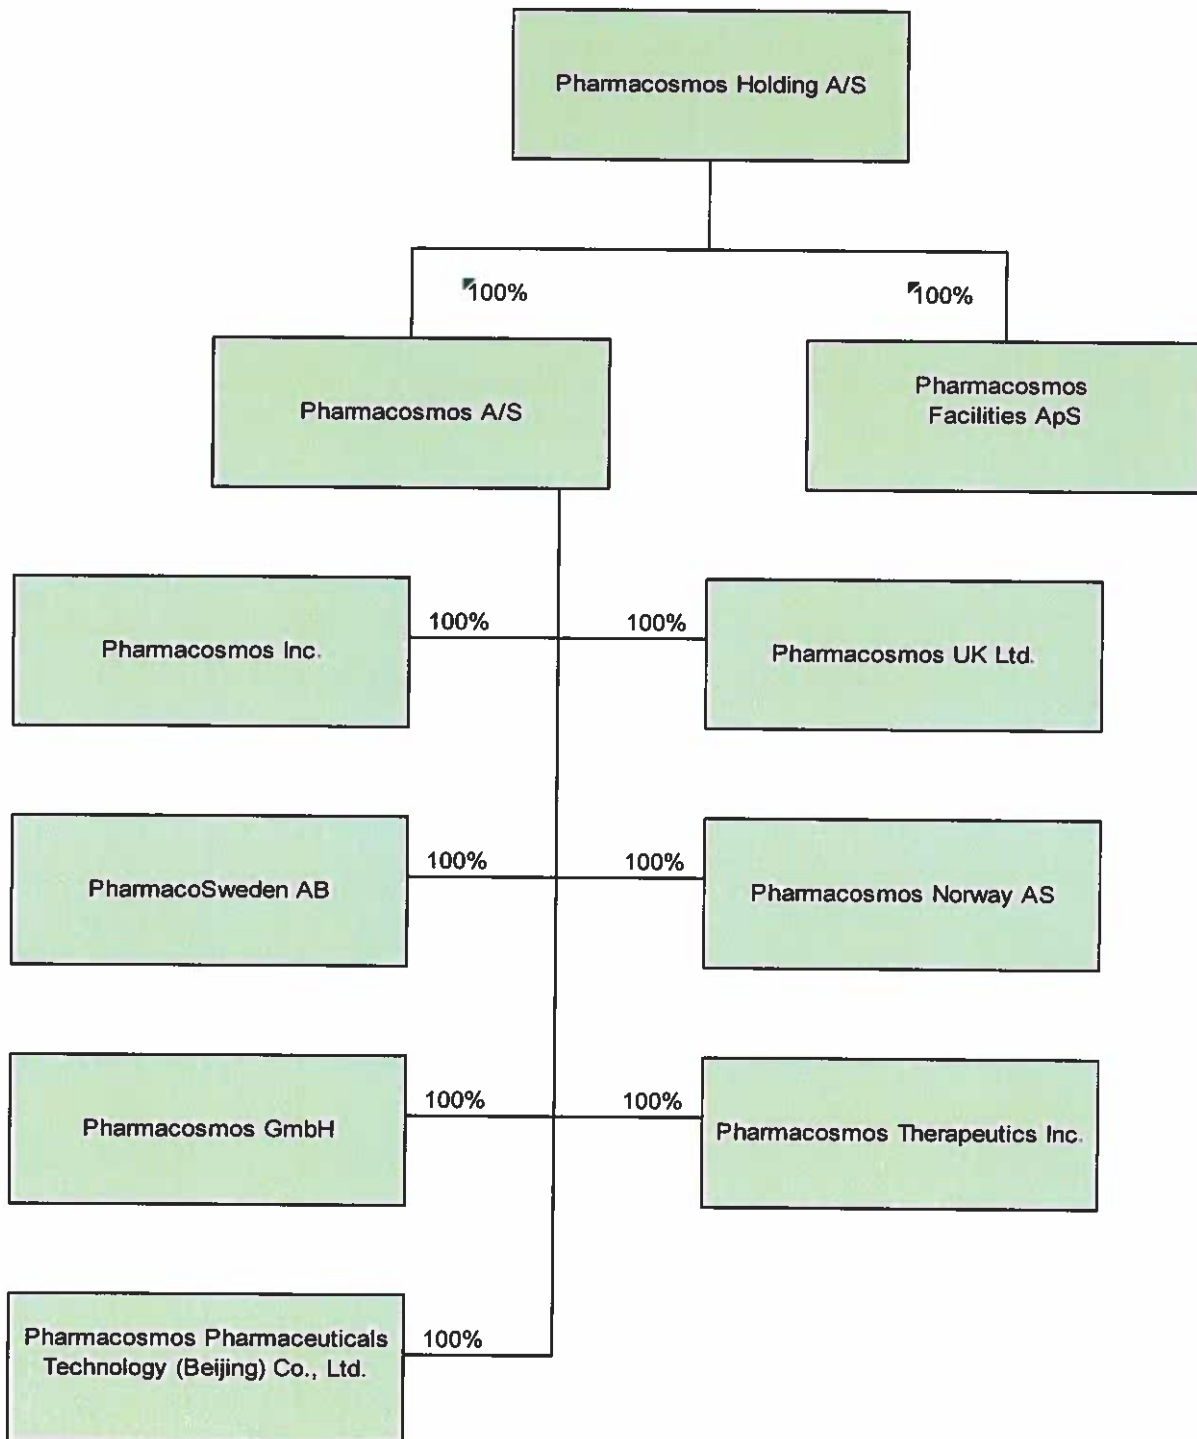 Pharmacosmos Holding A/S
100%
100%
Pharmacosmos A/S
Pharmacosmos
Facilities ApS
Pharmacosmos Inc.
100%
100%
Pharmacosmos UK Ltd.
PharmacoSweden AB
100%
100%
Pharmacosmos Norway AS
Pharmacosmos GmbH
100%
100%
Pharmacosmos Therapeutics Inc.
Pharmacosmos Pharmaceuticals
Technology (Beijing) Co., Ltd.
100%